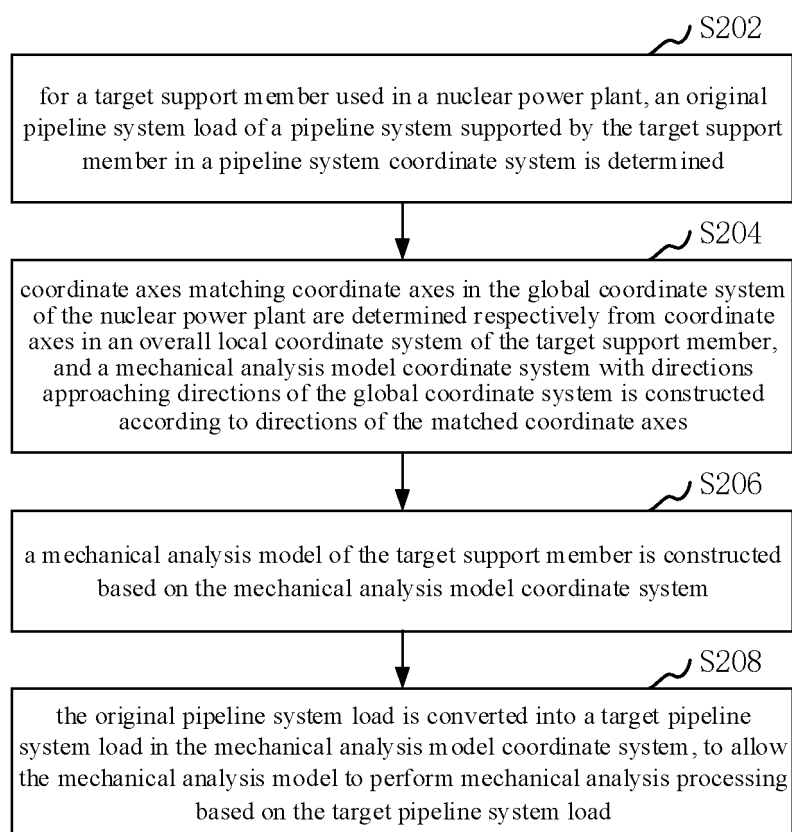 S202
for a target support member used in a nuclear power plant, an original
pipeline system load of a pipeline system supported by the target support
member in a pipeline system coordinate system is determined
S204
coordinate axes matching coordinate axes in the global coordinate system
of the nuclear power plant are determined respectively from coordinate
axes in an overall local coordinate system of the target support member,
and a mechanical analysis model coordinate system with directions
approaching directions of the global coordinate system is constructed
according to directions of the matched coordinate axes
S206
a mechanical analysis model of the target support member is constructed
based on the mechanical analysis model coordinate system
S208
the original pipeline system load is converted into a target pipeline
system load in the mechanical analysis model coordinate system, to allow
the mechanical analysis model to perform mechanical analysis processing
based on the target pipeline system load